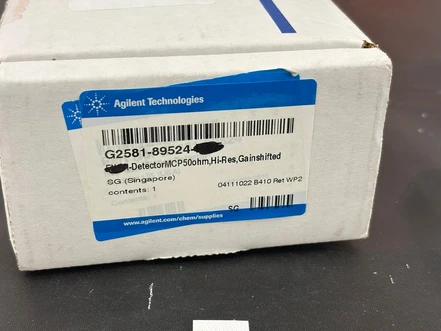 Agilent Technologies
G2581-89524-
-DetectorMCP50ohm,Hi-Res,Gainshifted
SG (Singapore)
contents: 1
04111022 B410 Ret WP2
SG
www.agilent.com/chem/supplies